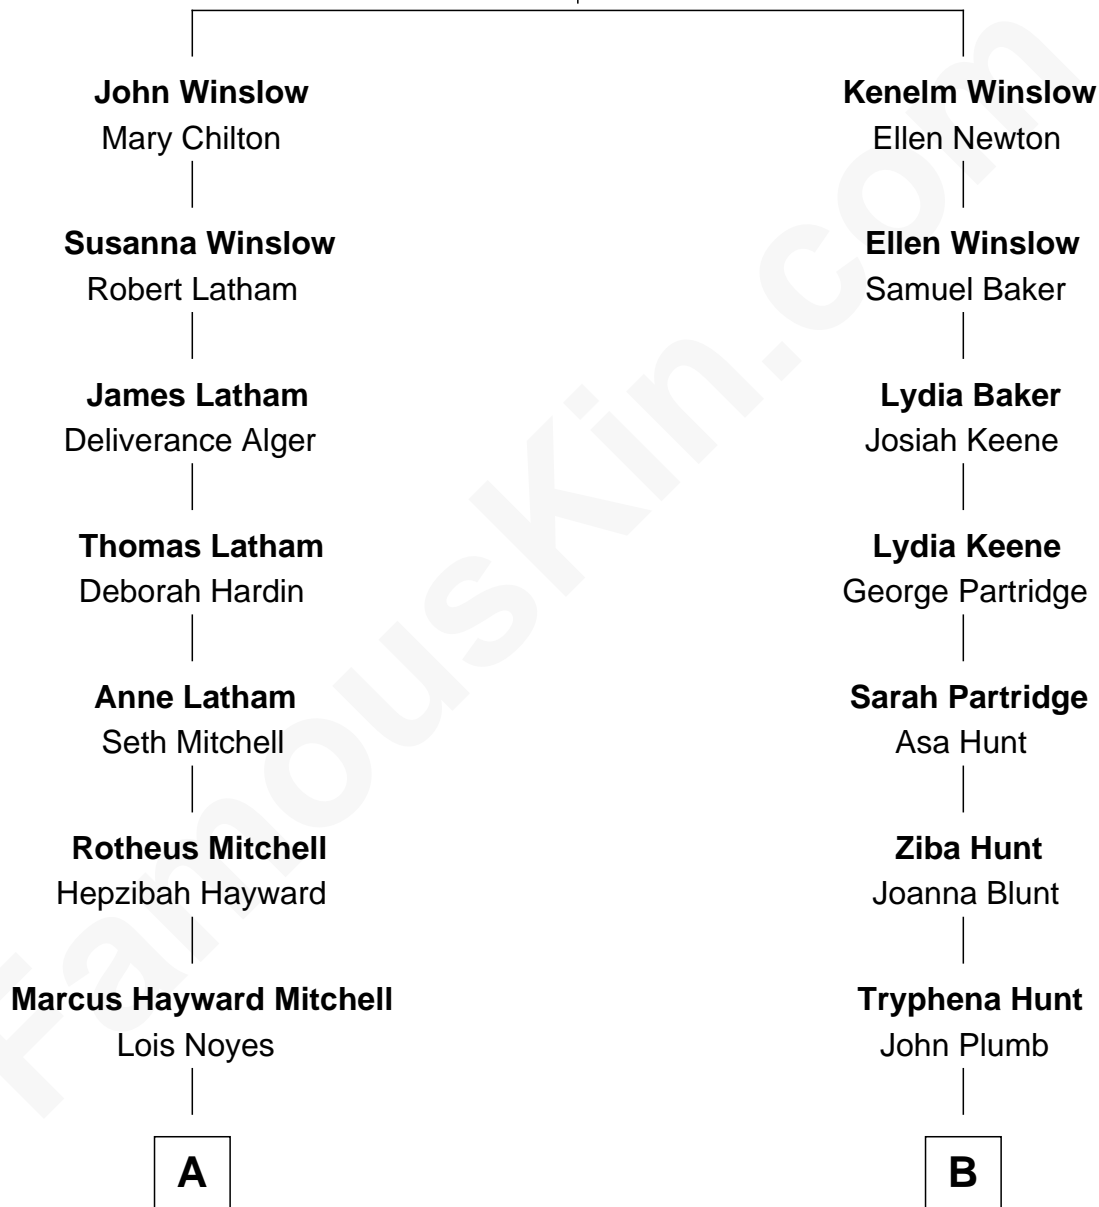 John Winslow
Mary Chilton
Susanna Winslow
Robert Latham
James Latham
Deliverance Alger
Thomas Latham
Deborah Hardin
Anne Latham
Seth Mitchell
Rotheus Mitchell
Hepzibah Hayward
Marcus Hayward Mitchell
Lois Noyes
A
Kenelm Winslow
Ellen Newton
Ellen Winslow
Samuel Baker
Lydia Baker
Josiah Keene
Lydia Keene
George Partridge
Sarah Partridge
Asa Hunt
Ziba Hunt
Joanna Blunt
Tryphena Hunt
John Plumb
B
FamousKin.com